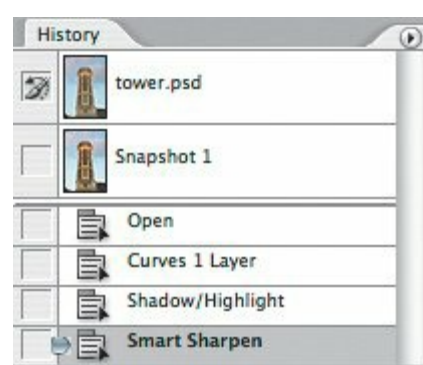 History
tower.psd
Snapshot 1
Open
Curves 1 Layer
Shadow/Highlight
Smart Sharpen